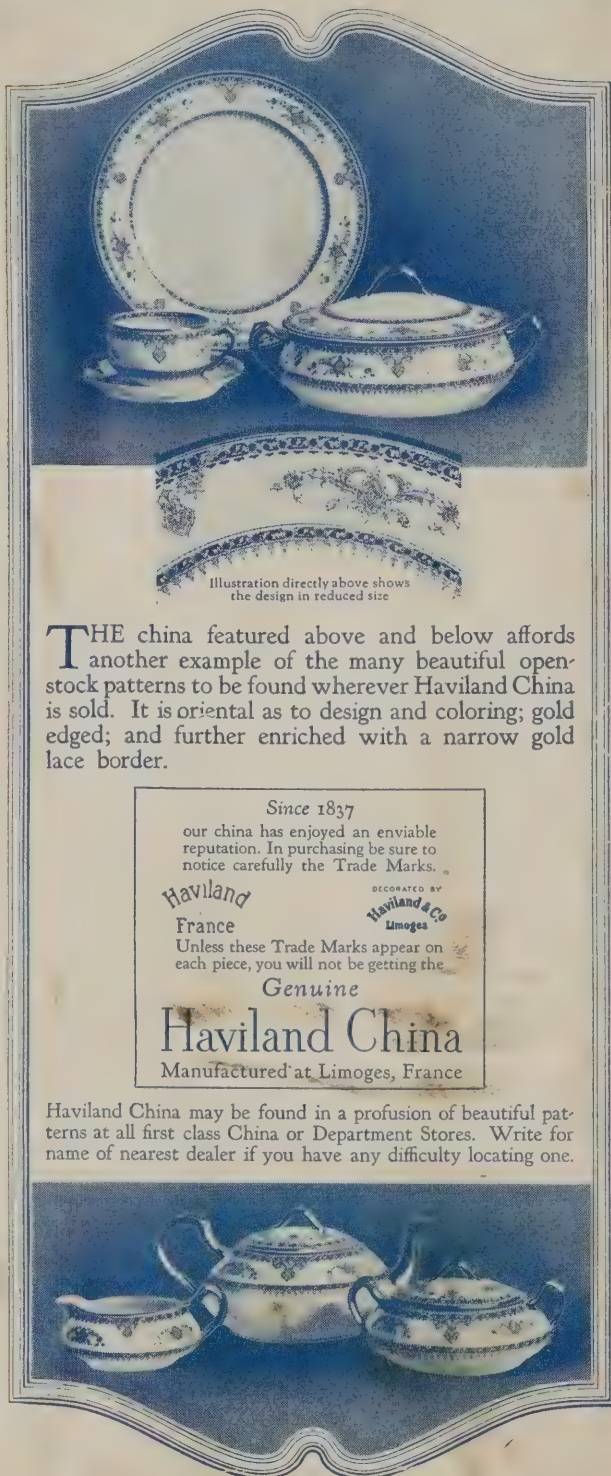 Illustration directly above shows
the design in reduced size
THE china featured above and below affords
another example of the many beautiful open-
stock patterns to be found wherever Haviland China
is sold. It is oriental as to design and coloring; gold
edged; and further enriched with a narrow gold
lace border.
Since 1837
our china has enjoyed an enviable
reputation. In purchasing be sure to
notice carefully the Trade Marks.
Haviland
France
DECORATED BY
Haviland & Co
Limoges
Unless these Trade Marks appear on
each piece, you will not be getting the
Genuine
Haviland China
Manufactured at Limoges, France
Haviland China may be found in a profusion of beautiful pat-
terns at all first class China or Department Stores. Write for
name of nearest dealer if you have any difficulty locating one.